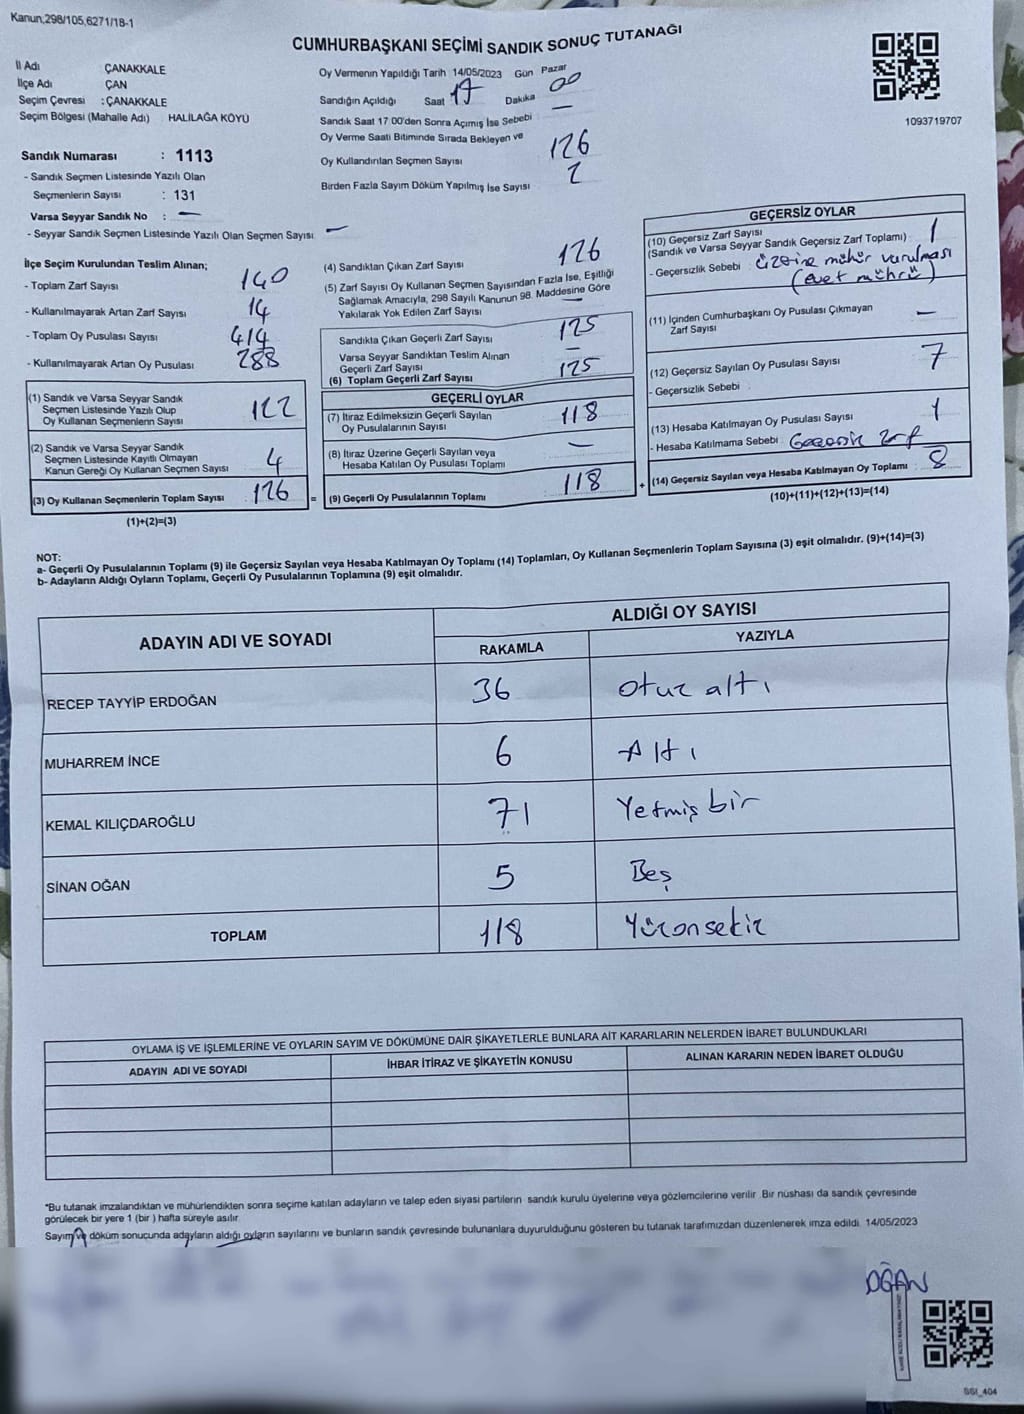 Kanun;298/105,6271/18-1
CUMHURBAŞKANI SEÇİMİ SANDIK SONUÇ TUTANAĞI
İl Adı ÇANAKKALE
İlçe Adı ÇAN
Seçim Çevresi : ÇANAKKALE
Seçim Bölgesi (Mahalle Adı) HALİLAĞA KÖYÜ
Oy Vermenin Yapıldığı Tarih 14/05/2023 Gün Pazar
Sandığın Açıldığı Saat 17 Dakika 00
Sandık Saat 17 00'den Sonra Açımış İse Sebebi : —
Oy Verme Saati Bitiminde Sırada Bekleyen ve
Oy Kullandırılan Seçmen Sayısı 126
Birden Fazla Sayım Döküm Yapılmış İse Sayısı 2
1093719707
Sandık Numarası : 1113
- Sandık Seçmen Listesinde Yazılı Olan
Seçmenlerin Sayısı : 131
Varsa Seyyar Sandık No : —
- Seyyar Sandık Seçmen Listesinde Yazılı Olan Seçmen Sayısı —
İlçe Seçim Kurulundan Teslim Alınan;
- Toplam Zarf Sayısı 140
- Kullanılmayarak Artan Zarf Sayısı 14
- Toplam Oy Pusulası Sayısı 414
- Kullanılmayarak Artan Oy Pusulası 288
(1) Sandık ve Varsa Seyyar Sandık
Seçmen Listesinde Yazılı Olup
Oy Kullanan Seçmenlerin Sayısı 122
(2) Sandık ve Varsa Seyyar Sandık
Seçmen Listesinde Kayıtlı Olmayan
Kanun Gereği Oy Kullanan Seçmen Sayısı 4
(3) Oy Kullanan Seçmenlerin Toplam Sayısı 126 =
(1)+(2)=(3)
(4) Sandıktan Çıkan Zarf Sayısı 126
(5) Zarf Sayısı Oy Kullanan Seçmen Sayısından Fazla İse, Eşitliği
Sağlamak Amacıyla, 298 Sayılı Kanunun 98. Maddesine Göre
Yakılarak Yok Edilen Zarf Sayısı —
Sandıkta Çıkan Geçerli Zarf Sayısı 125
Varsa Seyyar Sandıktan Teslim Alınan
Geçerli Zarf Sayısı —
(6) Toplam Geçerli Zarf Sayısı 125
GEÇERLİ OYLAR
(7) İtiraz Edilmeksizin Geçerli Sayılan
Oy Pusulalarının Sayısı 118
(8) İtiraz Üzerine Geçerli Sayılan veya
Hesaba Katılan Oy Pusulası Toplamı —
(9) Geçerli Oy Pusulalarının Toplamı 118 +
GEÇERSİZ OYLAR
(10) Geçersiz Zarf Sayısı
(Sandık ve Varsa Seyyar Sandık Geçersiz Zarf Toplamı) : 1
- Geçersizlik Sebebi : üzerine mühür vurulması
(evet mührü)
(11) İçinden Cumhurbaşkanı Oy Pusulası Çıkmayan
Zarf Sayısı —
(12) Geçersiz Sayılan Oy Pusulası Sayısı 7
- Geçersizlik Sebebi :
(13) Hesaba Katılmayan Oy Pusulası Sayısı 1
- Hesaba Katılmama Sebebi : Geçersiz zarf
(14) Geçersiz Sayılan veya Hesaba Katılmayan Oy Toplamı 8
(10)+(11)+(12)+(13)=(14)
NOT:
a- Geçerli Oy Pusulalarının Toplamı (9) ile Geçersiz Sayılan veya Hesaba Katılmayan Oy Toplamı (14) Toplamları, Oy Kullanan Seçmenlerin Toplam Sayısına (3) eşit olmalıdır. (9)+(14)=(3)
b- Adayların Aldığı Oyların Toplamı, Geçerli Oy Pusulalarının Toplamına (9) eşit olmalıdır.
ADAYIN ADI VE SOYADI ALDIĞI OY SAYISI
RAKAMLA YAZIYLA
RECEP TAYYİP ERDOĞAN 36 Otuz altı
MUHARREM İNCE 6 Altı
KEMAL KILIÇDAROĞLU 71 Yetmiş bir
SİNAN OĞAN 5 Beş
TOPLAM 118 Yüzonsekiz
OYLAMA İŞ VE İŞLEMLERİNE VE OYLARIN SAYIM VE DÖKÜMÜNE DAİR ŞİKAYETLERLE BUNLARA AİT KARARLARIN NELERDEN İBARET BULUNDUKLARI
ADAYIN ADI VE SOYADI İHBAR İTİRAZ VE ŞİKAYETİN KONUSU ALINAN KARARIN NEDEN İBARET OLDUĞU
*Bu tutanak imzalandıktan ve mühürlendikten sonra seçime katılan adayların ve talep eden siyasi partilerin sandık kurulu üyelerine veya gözlemcilerine verilir. Bir nüshası da sandık çevresinde
görülecek bir yere 1 (bir) hafta süreyle asılır.
Sayım ve döküm sonucunda adayların aldığı oyların sayılarını ve bunların sandık çevresinde bulunanlara duyurulduğunu gösteren bu tutanak tarafımızdan düzenlenerek imza edildi. 14/05/2023
OĞAN
SSI_404